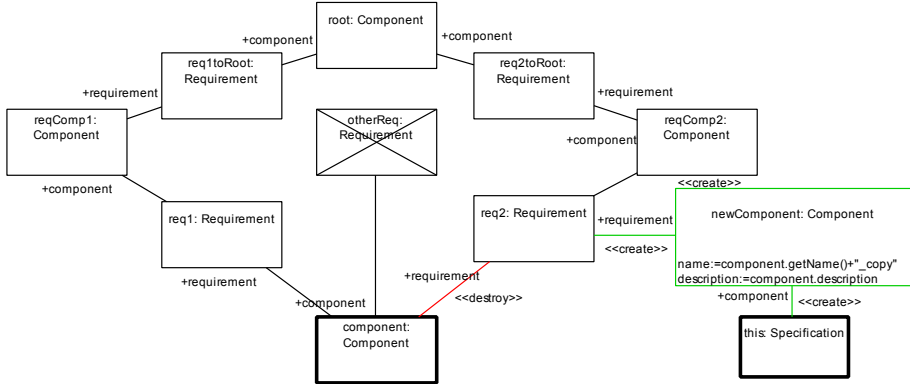 root: Component
+component
+component
req1toRoot:
Requirement
req2toRoot:
Requirement
+requirement
+requirement
reqComp1:
Component
otherReq:
Requirement
reqComp2:
Component
+component
+component
<<create>>
req1: Requirement
req2: Requirement
+requirement
newComponent: Component
<<create>>
name:=component.getName()+"_copy"
description:=component.description
+requirement
+requirement
+component
<<destroy>>
+component
<<create>>
component:
Component
this: Specification